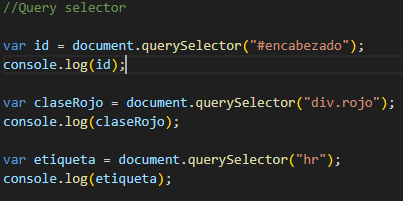 //Query selector
var id = document.querySelector("#encabezado");
console.log(id);
var claseRojo = document.querySelector("div.rojo");
console.log(claseRojo);
var etiqueta = document.querySelector("hr");
console.log(etiqueta);